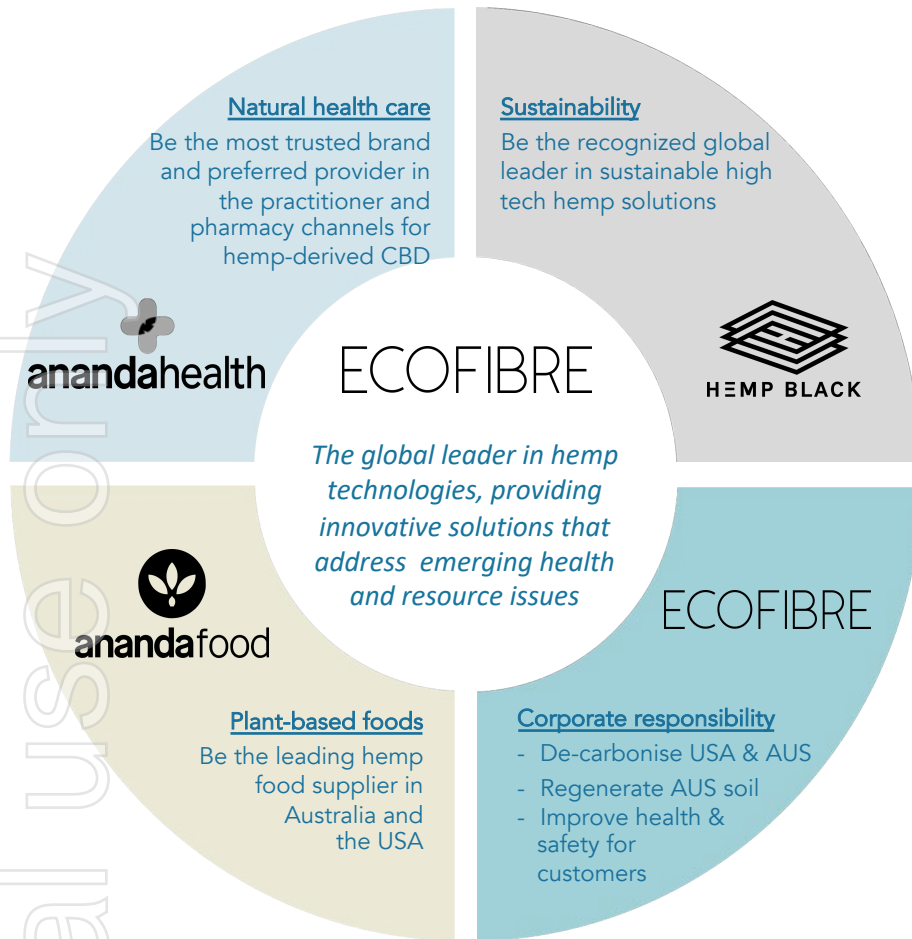 Natural health care
Be the most trusted brand
and preferred provider in
the practitioner and
pharmacy channels for
hemp-derived CBD
anandahealth
Sustainability
Be the recognized global
leader in sustainable high
tech hemp solutions
HEMP BLACK
ECOFIBRE
The global leader in hemp
technologies, providing
innovative solutions that
address emerging health
and resource issues
anandafood
Plant-based foods
Be the leading hemp
food supplier in
Australia and
the USA
ECOFIBRE
Corporate responsibility
- De-carbonise USA & AUS
- Regenerate AUS soil
- Improve health &
safety for
customers
al use only